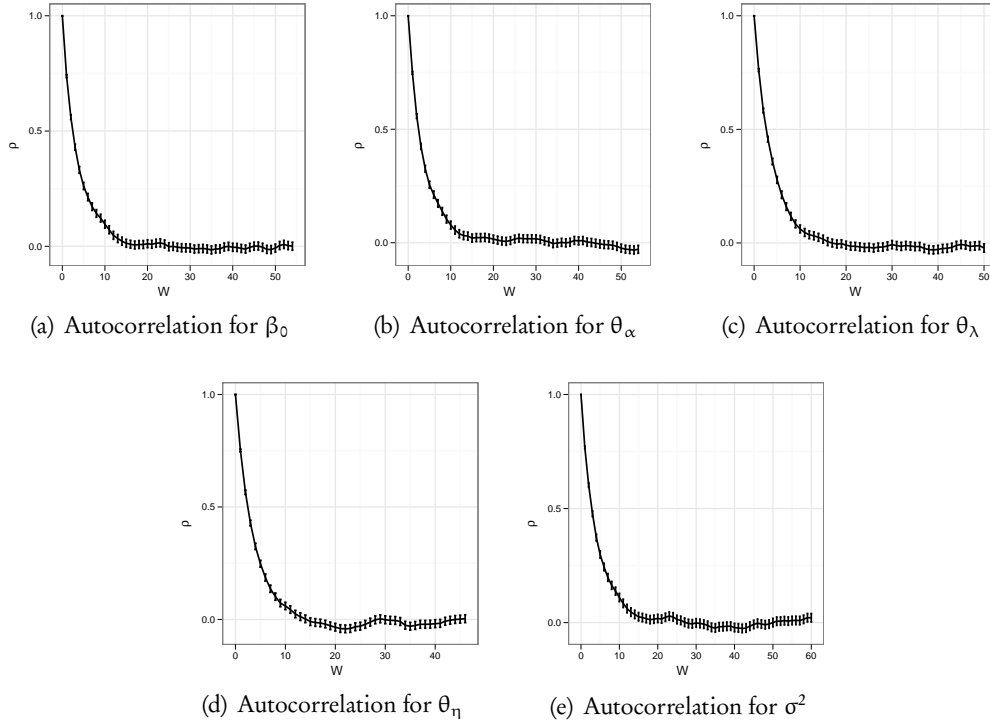 1.0
0.5
0.0
ρ
0 10 20 30 40 50
W
(a) Autocorrelation for β₀
1.0
0.5
0.0
ρ
0 10 20 30 40 50
W
(b) Autocorrelation for θ_α
1.0
0.5
0.0
ρ
0 10 20 30 40 50
W
(c) Autocorrelation for θ_λ
1.0
0.5
0.0
ρ
0 10 20 30 40
W
(d) Autocorrelation for θ_η
1.0
0.5
0.0
ρ
0 10 20 30 40 50 60
W
(e) Autocorrelation for σ²